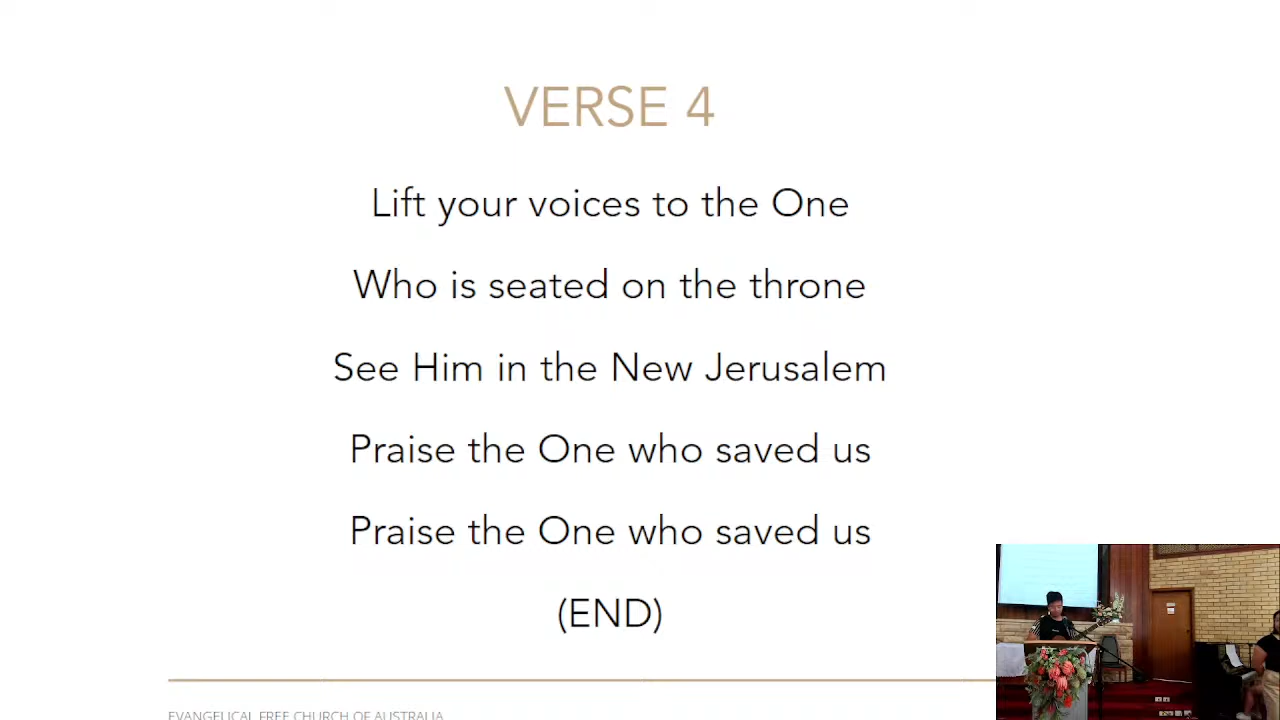 VERSE 4
Lift your voices to the One
Who is seated on the throne
See Him in the New Jerusalem
Praise the One who saved us
Praise the One who saved us
(END)
EVANGELICAL FREE CHURCH OF AUSTRALIA